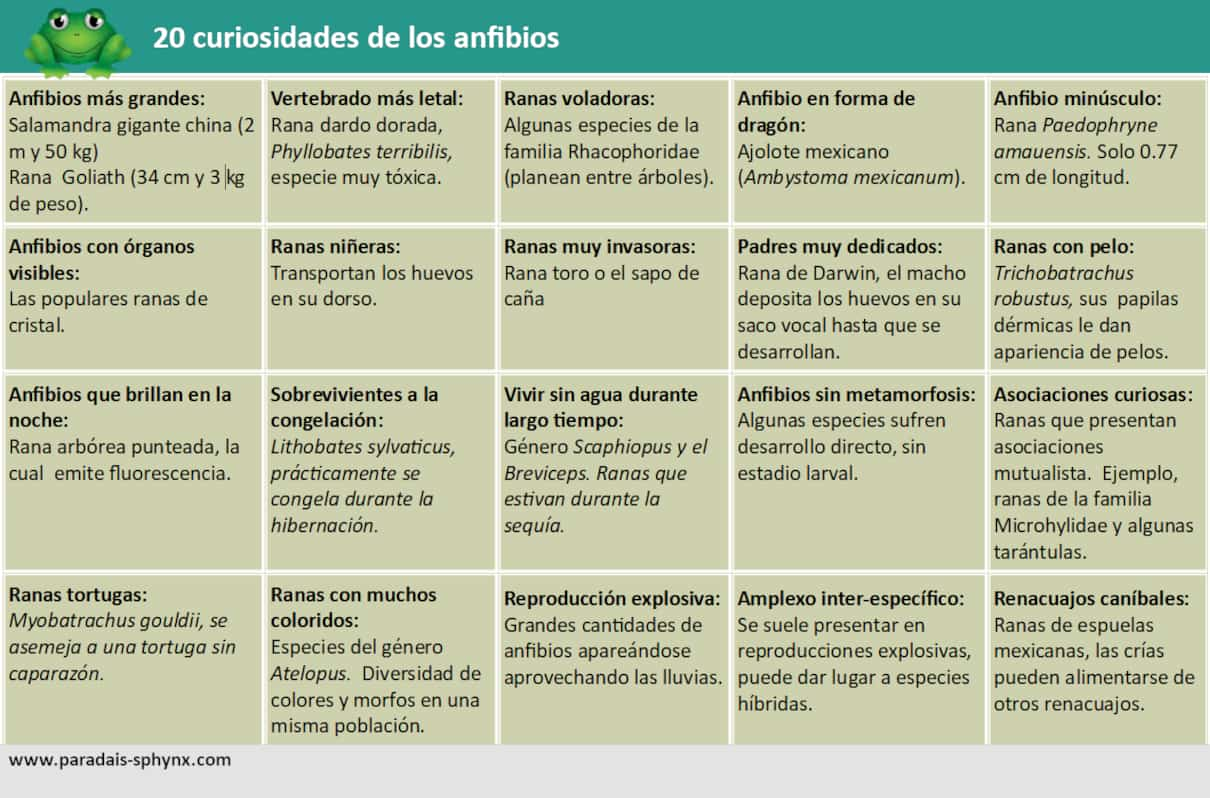 20 curiosidades de los anfibios
Anfibios más grandes:
Salamandra gigante china (2
m y 50 kg)
Rana  Goliath (34 cm y 3 kg
de peso).
Vertebrado más letal:
Rana dardo dorada,
Phyllobates terribilis,
especie muy tóxica.
Ranas voladoras:
Algunas especies de la
familia Rhacophoridae
(planean entre árboles).
Anfibio en forma de
dragón:
Ajolote mexicano
(Ambystoma mexicanum).
Anfibio minúsculo:
Rana Paedophryne
amauensis. Solo 0.77
cm de longitud.
Anfibios con órganos
visibles:
Las populares ranas de
cristal.
Ranas niñeras:
Transportan los huevos
en su dorso.
Ranas muy invasoras:
Rana toro o el sapo de
caña
Padres muy dedicados:
Rana de Darwin, el macho
deposita los huevos en su
saco vocal hasta que se
desarrollan.
Ranas con pelo:
Trichobatrachus
robustus, sus  papilas
dérmicas le dan
apariencia de pelos.
Anfibios que brillan en la
noche:
Rana arbórea punteada, la
cual  emite fluorescencia.
Sobrevivientes a la
congelación:
Lithobates sylvaticus,
prácticamente se
congela durante la
hibernación.
Vivir sin agua durante
largo tiempo:
Género Scaphiopus y el
Breviceps. Ranas que
estivan durante la
sequía.
Anfibios sin metamorfosis:
Algunas especies sufren
desarrollo directo, sin
estadio larval.
Asociaciones curiosas:
Ranas que presentan
asociaciones
mutualista.  Ejemplo,
ranas de la familia
Microhylidae y algunas
tarántulas.
Ranas tortugas:
Myobatrachus gouldii, se
asemeja a una tortuga sin
caparazón.
Ranas con muchos
coloridos:
Especies del género
Atelopus.  Diversidad de
colores y morfos en una
misma población.
Reproducción explosiva:
Grandes cantidades de
anfibios apareándose
aprovechando las lluvias.
Amplexo inter-específico:
Se suele presentar en
reproducciones explosivas,
puede dar lugar a especies
híbridas.
Renacuajos caníbales:
Ranas de espuelas
mexicanas, las crías
pueden alimentarse de
otros renacuajos.
www.paradais-sphynx.com